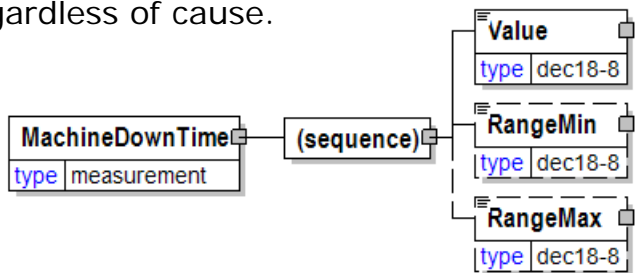 gardless of cause.
Value
type dec18-8
MachineDownTime
type measurement
(sequence)
RangeMin
type dec18-8
RangeMax
type dec18-8